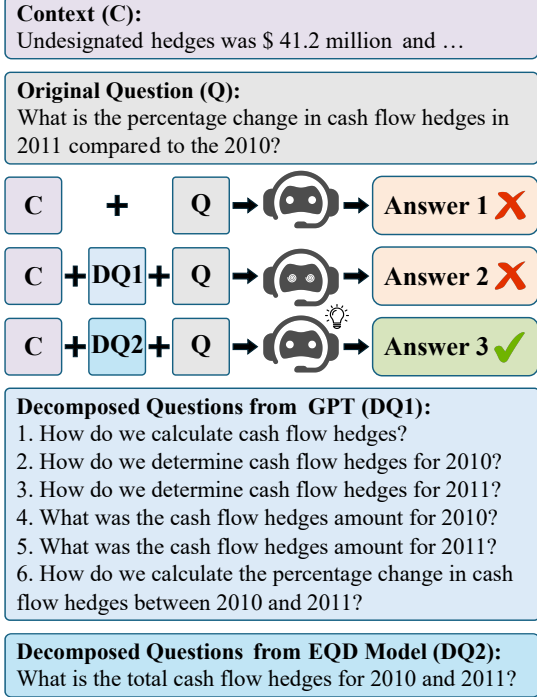 Context (C):
Undesignated hedges was $ 41.2 million and …
Original Question (Q):
What is the percentage change in cash flow hedges in
2011 compared to the 2010?
C + Q Answer 1
C + DQ1 + Q Answer 2
C + DQ2 + Q Answer 3
Decomposed Questions from GPT (DQ1):
1. How do we calculate cash flow hedges?
2. How do we determine cash flow hedges for 2010?
3. How do we determine cash flow hedges for 2011?
4. What was the cash flow hedges amount for 2010?
5. What was the cash flow hedges amount for 2011?
6. How do we calculate the percentage change in cash
flow hedges between 2010 and 2011?
Decomposed Questions from EQD Model (DQ2):
What is the total cash flow hedges for 2010 and 2011?